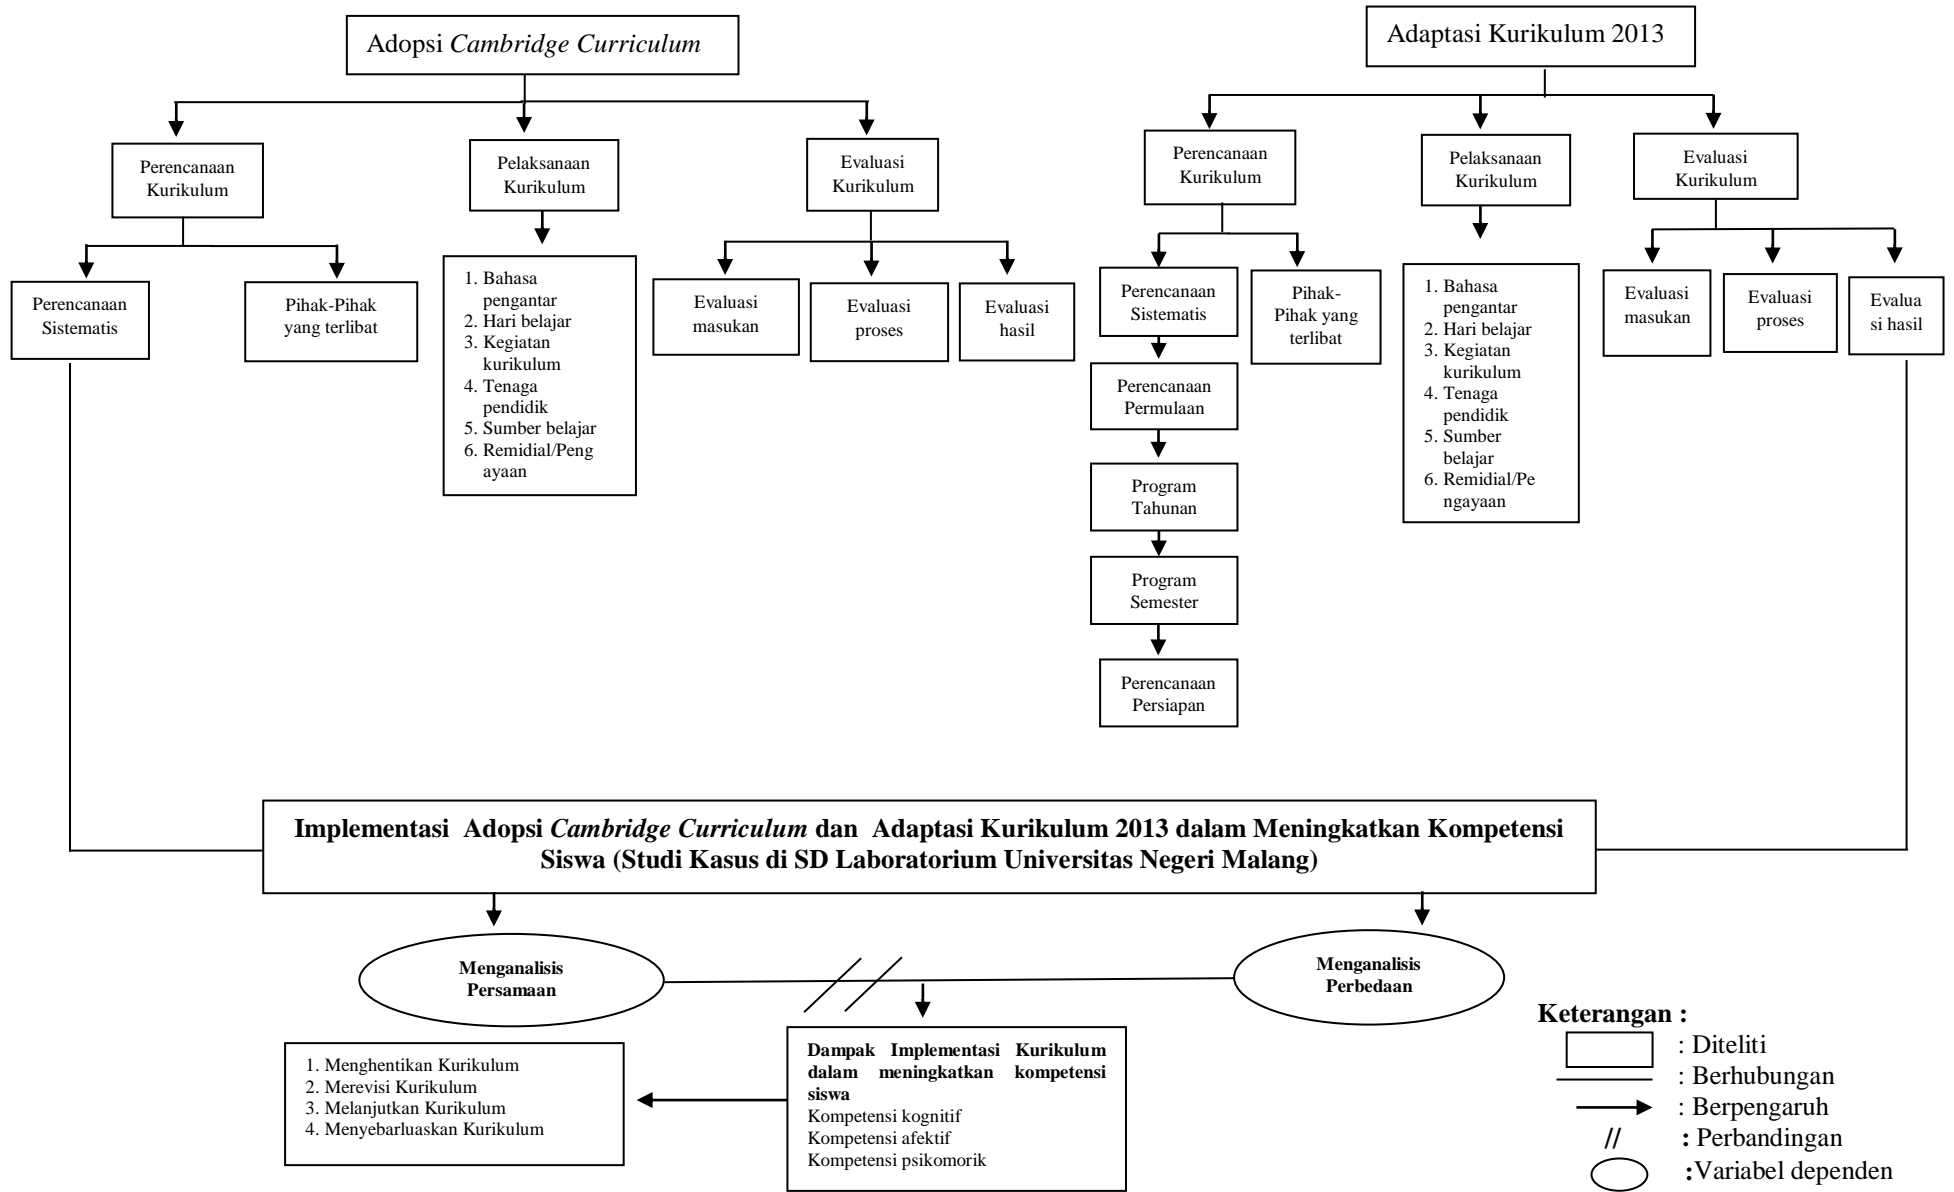 Adopsi Cambridge Curriculum
Adaptasi Kurikulum 2013
Perencanaan
Kurikulum
Pelaksanaan
Kurikulum
Evaluasi
Kurikulum
Perencanaan
Kurikulum
Pelaksanaan
Kurikulum
Evaluasi
Kurikulum
Perencanaan
Sistematis
Pihak-Pihak
yang terlibat
1. Bahasa
pengantar
2. Hari belajar
3. Kegiatan
kurikulum
4. Tenaga
pendidik
5. Sumber belajar
6. Remidial/Peng
ayaan
Evaluasi
masukan
Evaluasi
proses
Evaluasi
hasil
Perencanaan
Sistematis
Pihak-
Pihak yang
terlibat
1. Bahasa
pengantar
2. Hari belajar
3. Kegiatan
kurikulum
4. Tenaga
pendidik
5. Sumber
belajar
6. Remidial/Pe
ngayaan
Evaluasi
masukan
Evaluasi
proses
Evalua
si hasil
Perencanaan
Permulaan
Program
Tahunan
Program
Semester
Perencanaan
Persiapan
Implementasi Adopsi Cambridge Curriculum dan Adaptasi Kurikulum 2013 dalam Meningkatkan Kompetensi
Siswa (Studi Kasus di SD Laboratorium Universitas Negeri Malang)
Menganalisis
Persamaan
Menganalisis
Perbedaan
1. Menghentikan Kurikulum
2. Merevisi Kurikulum
3. Melanjutkan Kurikulum
4. Menyebarluaskan Kurikulum
Dampak Implementasi Kurikulum
dalam meningkatkan kompetensi
siswa
Kompetensi kognitif
Kompetensi afektif
Kompetensi psikomorik
Keterangan :
: Diteliti
: Berhubungan
: Berpengaruh
// : Perbandingan
:Variabel dependen